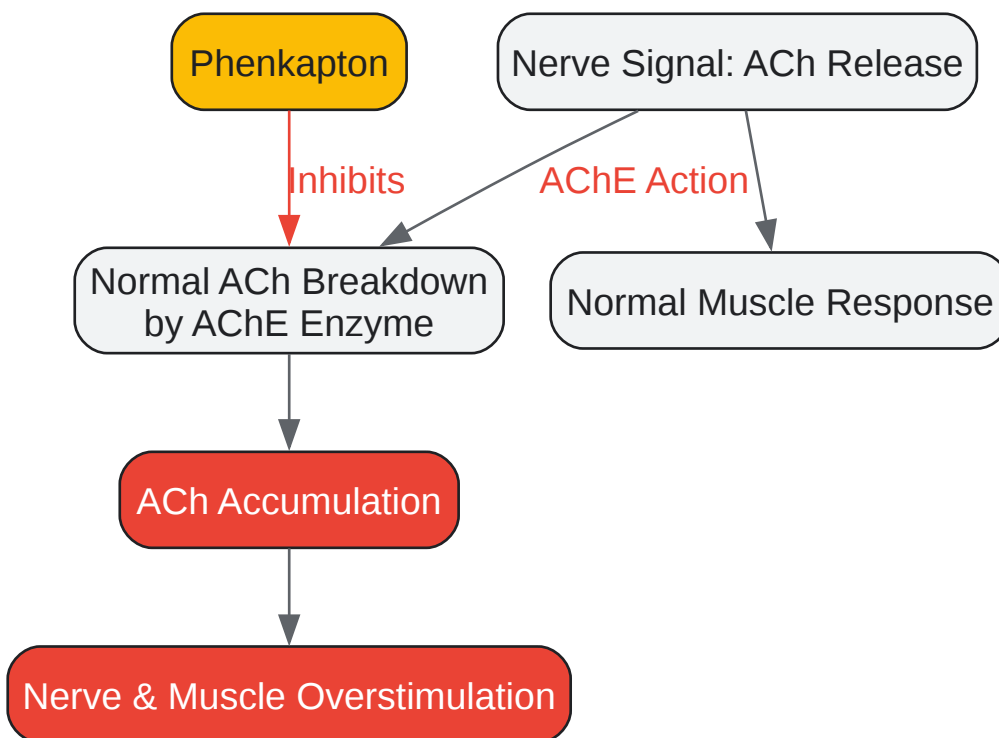 Phenkapton
Nerve Signal: ACh Release
Inhibits
AChE Action
Normal ACh Breakdown
by AChE Enzyme
Normal Muscle Response
ACh Accumulation
Nerve & Muscle Overstimulation